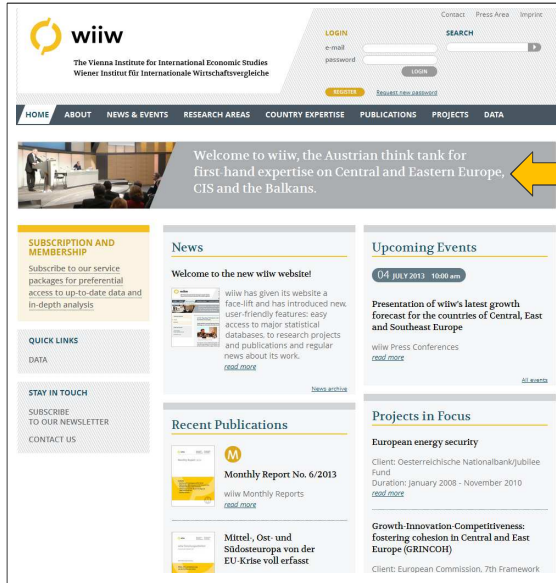 Contact Press Area Imprint
wiiw
The Vienna Institute for International Economic Studies
Wiener Institut für Internationale Wirtschaftsvergleiche
LOGIN
e-mail
password
LOGIN
REGISTER Request new password
SEARCH
HOME ABOUT NEWS & EVENTS RESEARCH AREAS COUNTRY EXPERTISE PUBLICATIONS PROJECTS DATA
Welcome to wiiw, the Austrian think tank for
first-hand expertise on Central and Eastern Europe,
CIS and the Balkans.
SUBSCRIPTION AND
MEMBERSHIP
Subscribe to our service
packages for preferential
access to up-to-date data and
in-depth analysis
QUICK LINKS
DATA
STAY IN TOUCH
SUBSCRIBE
TO OUR NEWSLETTER
CONTACT US
News
Welcome to the new wiiw website!
wiiw has given its website a
face-lift and has introduced new,
user-friendly features: easy
access to major statistical
databases, to research projects
and publications and regular
news about its work.
read more
News archive
Recent Publications
M
Monthly Report No. 6/2013
wiiw Monthly Reports
read more
Mittel-, Ost- und
Südosteuropa von der
EU-Krise voll erfasst
Upcoming Events
04 JULY 2013 10:00 am
Presentation of wiiw's latest growth
forecast for the countries of Central, East
and Southeast Europe
wiiw Press Conferences
read more
All events
Projects in Focus
European energy security
Client: Oesterreichische Nationalbank/Jubilee
Fund
Duration: January 2008 - November 2010
read more
Growth-Innovation-Competitiveness:
fostering cohesion in Central and East
Europe (GRINCOH)
Client: European Commission, 7th Framework